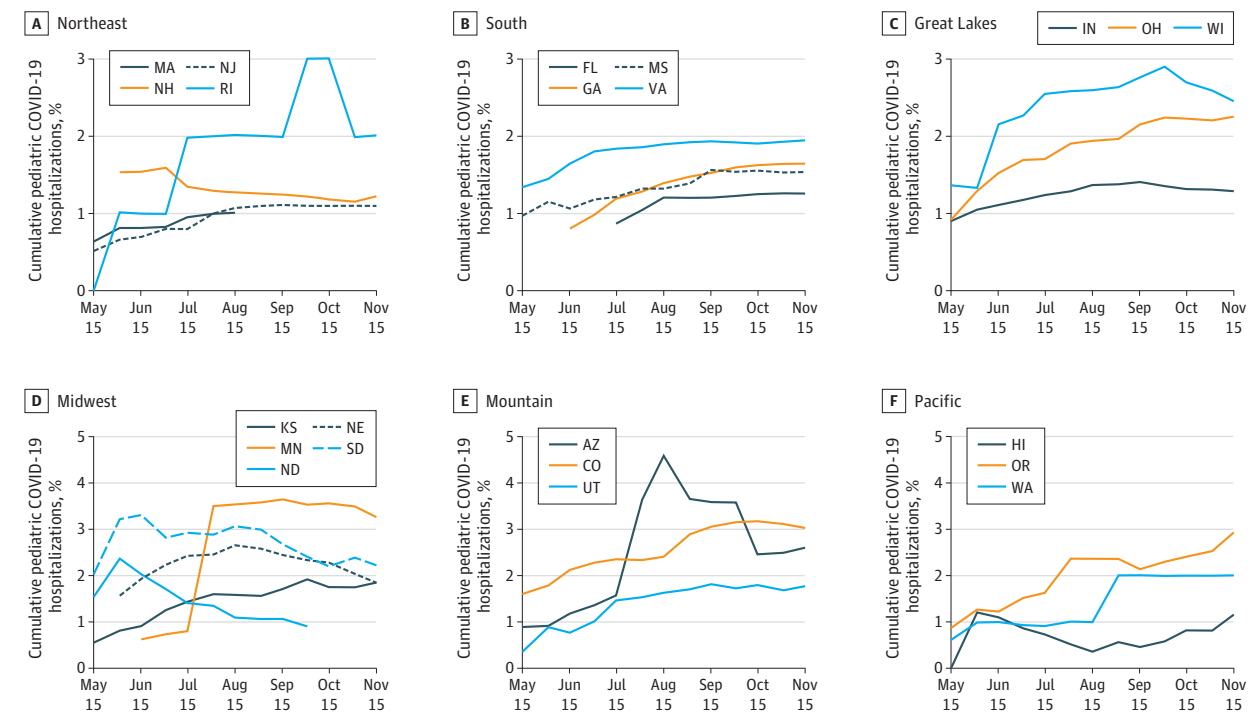 A Northeast
MA NJ
NH RI
Cumulative pediatric COVID-19
hospitalizations, %
3
2
1
0
May Jun Jul Aug Sep Oct Nov
15 15 15 15 15 15 15
B South
FL MS
GA VA
Cumulative pediatric COVID-19
hospitalizations, %
3
2
1
0
May Jun Jul Aug Sep Oct Nov
15 15 15 15 15 15 15
C Great Lakes
IN OH WI
Cumulative pediatric COVID-19
hospitalizations, %
3
2
1
0
May Jun Jul Aug Sep Oct Nov
15 15 15 15 15 15 15
D Midwest
KS NE
MN SD
ND
Cumulative pediatric COVID-19
hospitalizations, %
5
4
3
2
1
0
May Jun Jul Aug Sep Oct Nov
15 15 15 15 15 15 15
E Mountain
AZ
CO
UT
Cumulative pediatric COVID-19
hospitalizations, %
5
4
3
2
1
0
May Jun Jul Aug Sep Oct Nov
15 15 15 15 15 15 15
F Pacific
HI
OR
WA
Cumulative pediatric COVID-19
hospitalizations, %
5
4
3
2
1
0
May Jun Jul Aug Sep Oct Nov
15 15 15 15 15 15 15